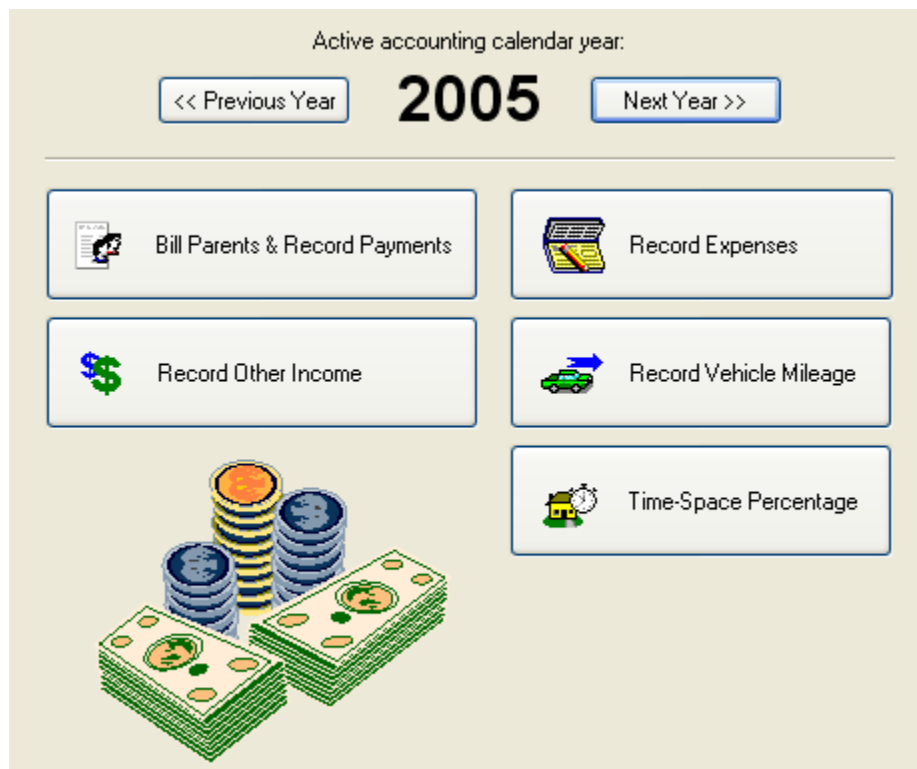 Active accounting calendar year:
<< Previous Year
2005
Next Year >>
Bill Parents & Record Payments
Record Expenses
Record Other Income
Record Vehicle Mileage
Time-Space Percentage